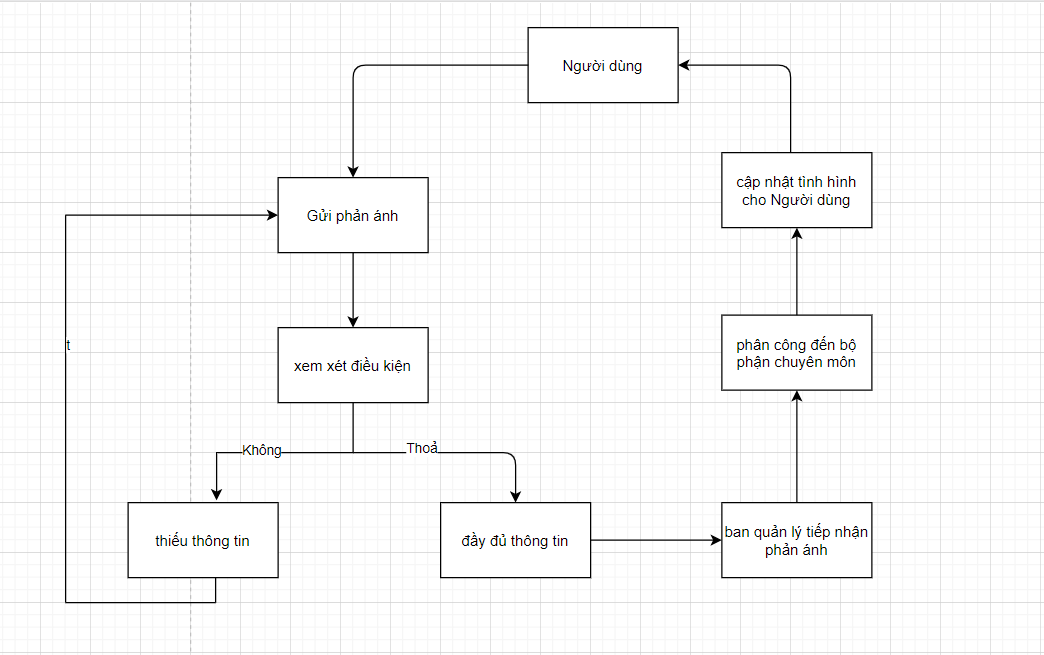 Người dùng
cập nhật tình hình
cho Người dùng
Gửi phản ánh
t
phân công đến bộ
phận chuyên môn
xem xét điều kiện
Không
Thoả
thiếu thông tin
đầy đủ thông tin
ban quản lý tiếp nhận
phản ánh